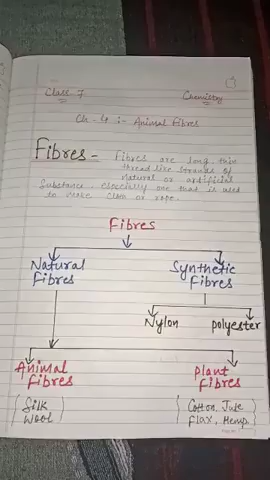 Class 7
Chemistry
Ch-4 :- Animal Fibres
Fibres - Fibres are long, thin
thread like strands of
natural or artificial
substance, especially one that is used
to make cloth or rope.
Fibres
Natural Fibres
Synthetic Fibres
Nylon
polyester
Animal Fibres
Plant Fibres
(Silk
Wool)
(Cotton, Jute
Flax, Hemp)